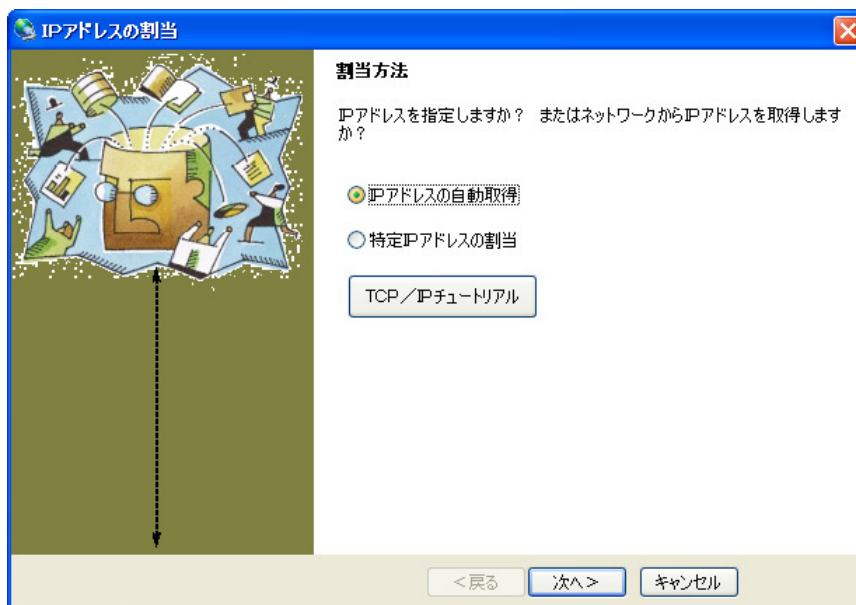 IPアドレスの割当
割当方法
IPアドレスを指定しますか？ またはネットワークからIPアドレスを取得します
か？
IPアドレスの自動取得
特定IPアドレスの割当
TCP／IPチュートリアル
＜戻る
次へ＞
キャンセル